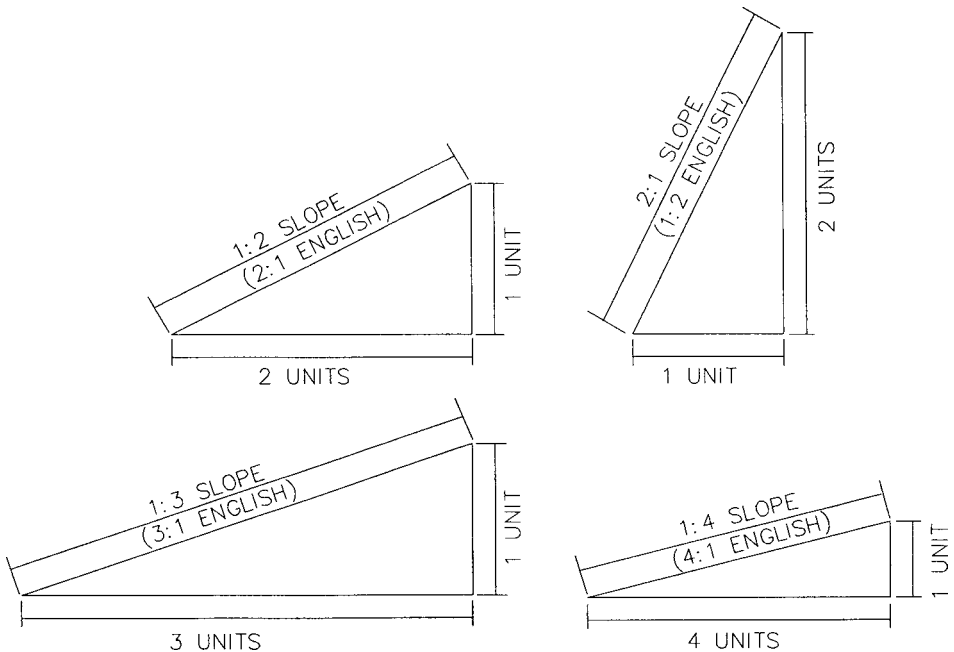 1:2 SLOPE
(2:1 ENGLISH)
1 UNIT
2 UNITS
2:1 SLOPE
(1:2 ENGLISH)
2 UNITS
1 UNIT
1:3 SLOPE
(3:1 ENGLISH)
1 UNIT
3 UNITS
1:4 SLOPE
(4:1 ENGLISH)
1 UNIT
4 UNITS